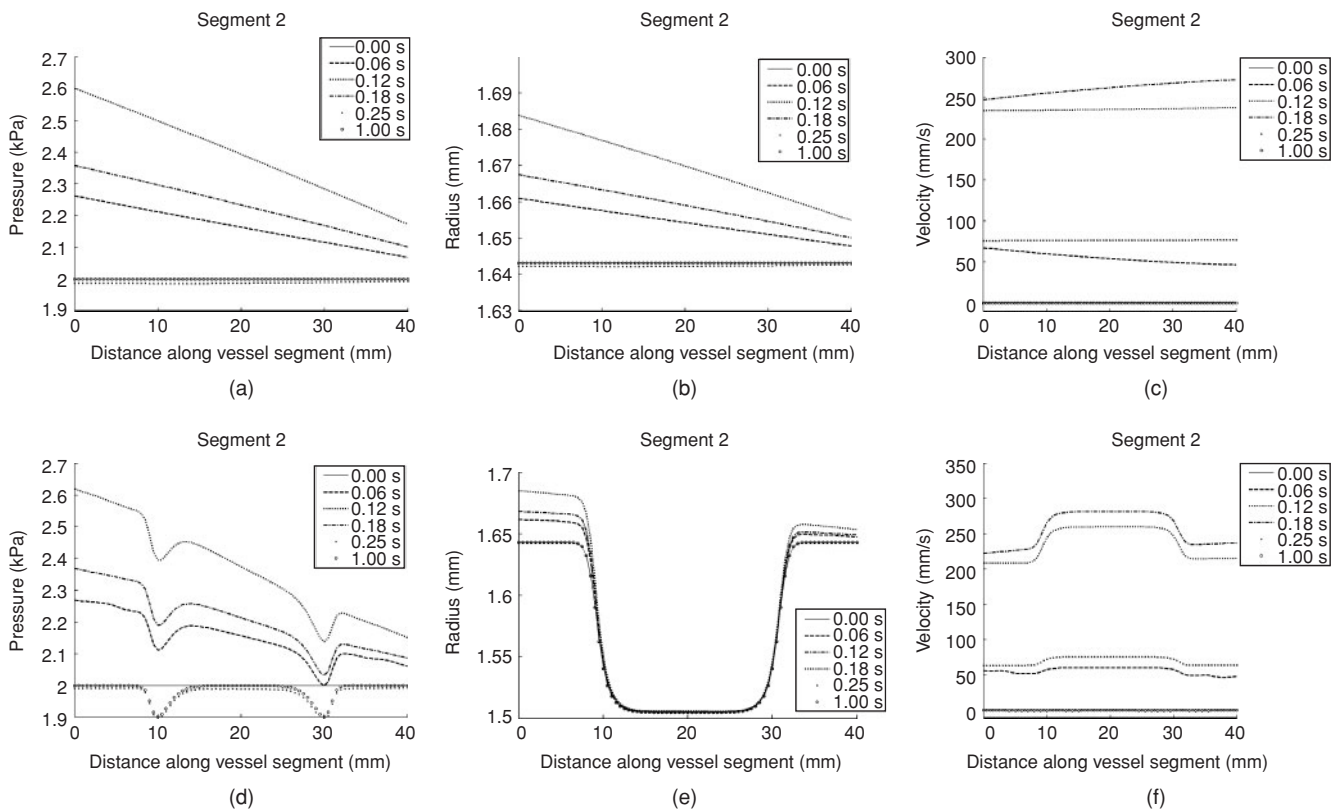 Segment 2
Pressure (kPa)
2.7
2.6
2.5
2.4
2.3
2.2
2.1
2
1.9
0 10 20 30 40
Distance along vessel segment (mm)
0.00 s
0.06 s
0.12 s
0.18 s
0.25 s
1.00 s
(a)
Segment 2
Radius (mm)
1.69
1.68
1.67
1.66
1.65
1.64
1.63
0 10 20 30 40
Distance along vessel segment (mm)
0.00 s
0.06 s
0.12 s
0.18 s
0.25 s
1.00 s
(b)
Segment 2
Velocity (mm/s)
300
250
200
150
100
50
0
0 10 20 30 40
Distance along vessel segment (mm)
0.00 s
0.06 s
0.12 s
0.18 s
0.25 s
1.00 s
(c)
Segment 2
Pressure (kPa)
2.7
2.6
2.5
2.4
2.3
2.2
2.1
2
1.9
0 10 20 30 40
Distance along vessel segment (mm)
0.00 s
0.06 s
0.12 s
0.18 s
0.25 s
1.00 s
(d)
Segment 2
Radius (mm)
1.7
1.65
1.6
1.55
1.5
0 10 20 30 40
Distance along vessel segment (mm)
0.00 s
0.06 s
0.12 s
0.18 s
0.25 s
1.00 s
(e)
Segment 2
Velocity (mm/s)
350
300
250
200
150
100
50
0
0 10 20 30 40
Distance along vessel segment (mm)
0.00 s
0.06 s
0.12 s
0.18 s
0.25 s
1.00 s
(f)